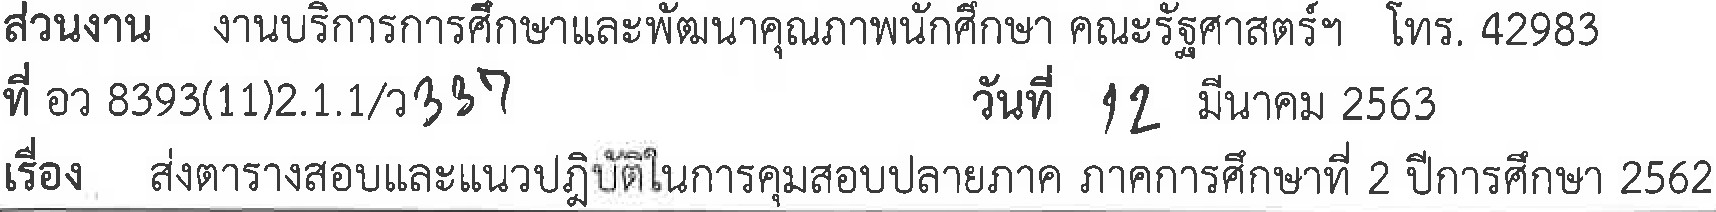 ส่วนงาน งานบริการการศึกษาและพัฒนาคุณภาพนักศึกษา คณะรัฐศาสตร์ฯ โทร. 42983
ที่ อว 8393(11)2.1.1/ว337 วันที่ 12 มีนาคม 2563
เรื่อง ส่งตารางสอบและแนวปฏิบัติในการคุมสอบปลายภาค ภาคการศึกษาที่ 2 ปีการศึกษา 2562